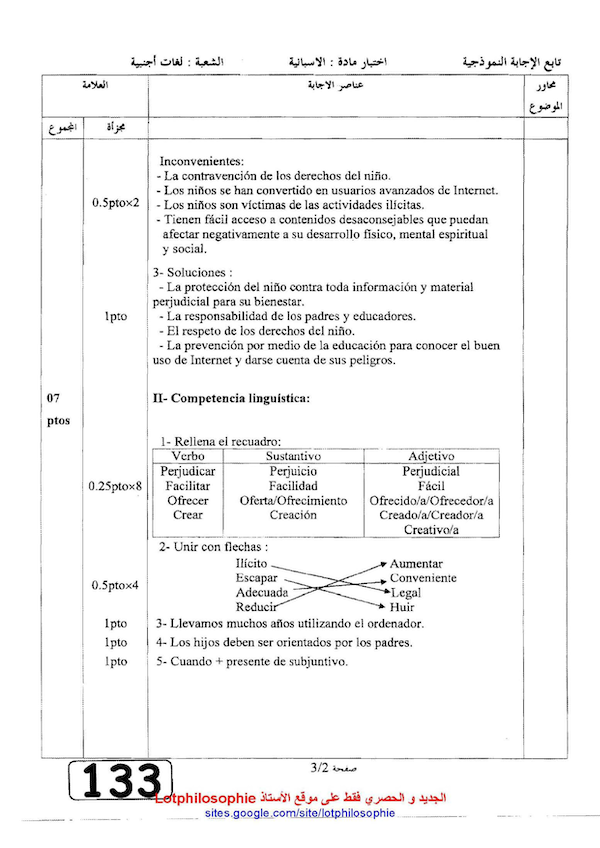 تابع الإجابة النموذجية اختبار مادة : الاسبانية الشعبة : لغات أجنبية
محاور الموضوع عناصر الاجابة العلامة
مجزأة المجموع
Inconvenientes:
- La contravención de los derechos del niño.
- Los niños se han convertido en usuarios avanzados de Internet.
0.5pto×2 - Los niños son víctimas de las actividades ilícitas.
- Tienen fácil acceso a contenidos desaconsejables que puedan
afectar negativamente a su desarrollo físico, mental espiritual
y social.
3- Soluciones :
- La protección del niño contra toda información y material
perjudicial para su bienestar.
1pto - La responsabilidad de los padres y educadores.
- El respeto de los derechos del niño.
- La prevención por medio de la educación para conocer el buen
uso de Internet y darse cuenta de sus peligros.
07 II- Competencia linguística:
ptos
1- Rellena el recuadro:
Verbo Sustantivo Adjetivo
Perjudicar Perjuicio Perjudicial
0.25pto×8 Facilitar Facilidad Fácil
Ofrecer Oferta/Ofrecimiento Ofrecido/a/Ofrecedor/a
Crear Creación Creado/a/Creador/a
Creativo/a
2- Unir con flechas :
Ilícito Aumentar
Escapar Conveniente
0.5pto×4 Adecuada Legal
Reducir Huir
1pto 3- Llevamos muchos años utilizando el ordenador.
1pto 4- Los hijos deben ser orientados por los padres.
1pto 5- Cuando + presente de subjuntivo.
صفحة 3/2
133
الجديد و الحصري فقط على موقع الأستاذ Lotphilosophie
sites.google.com/site/lotphilosophie